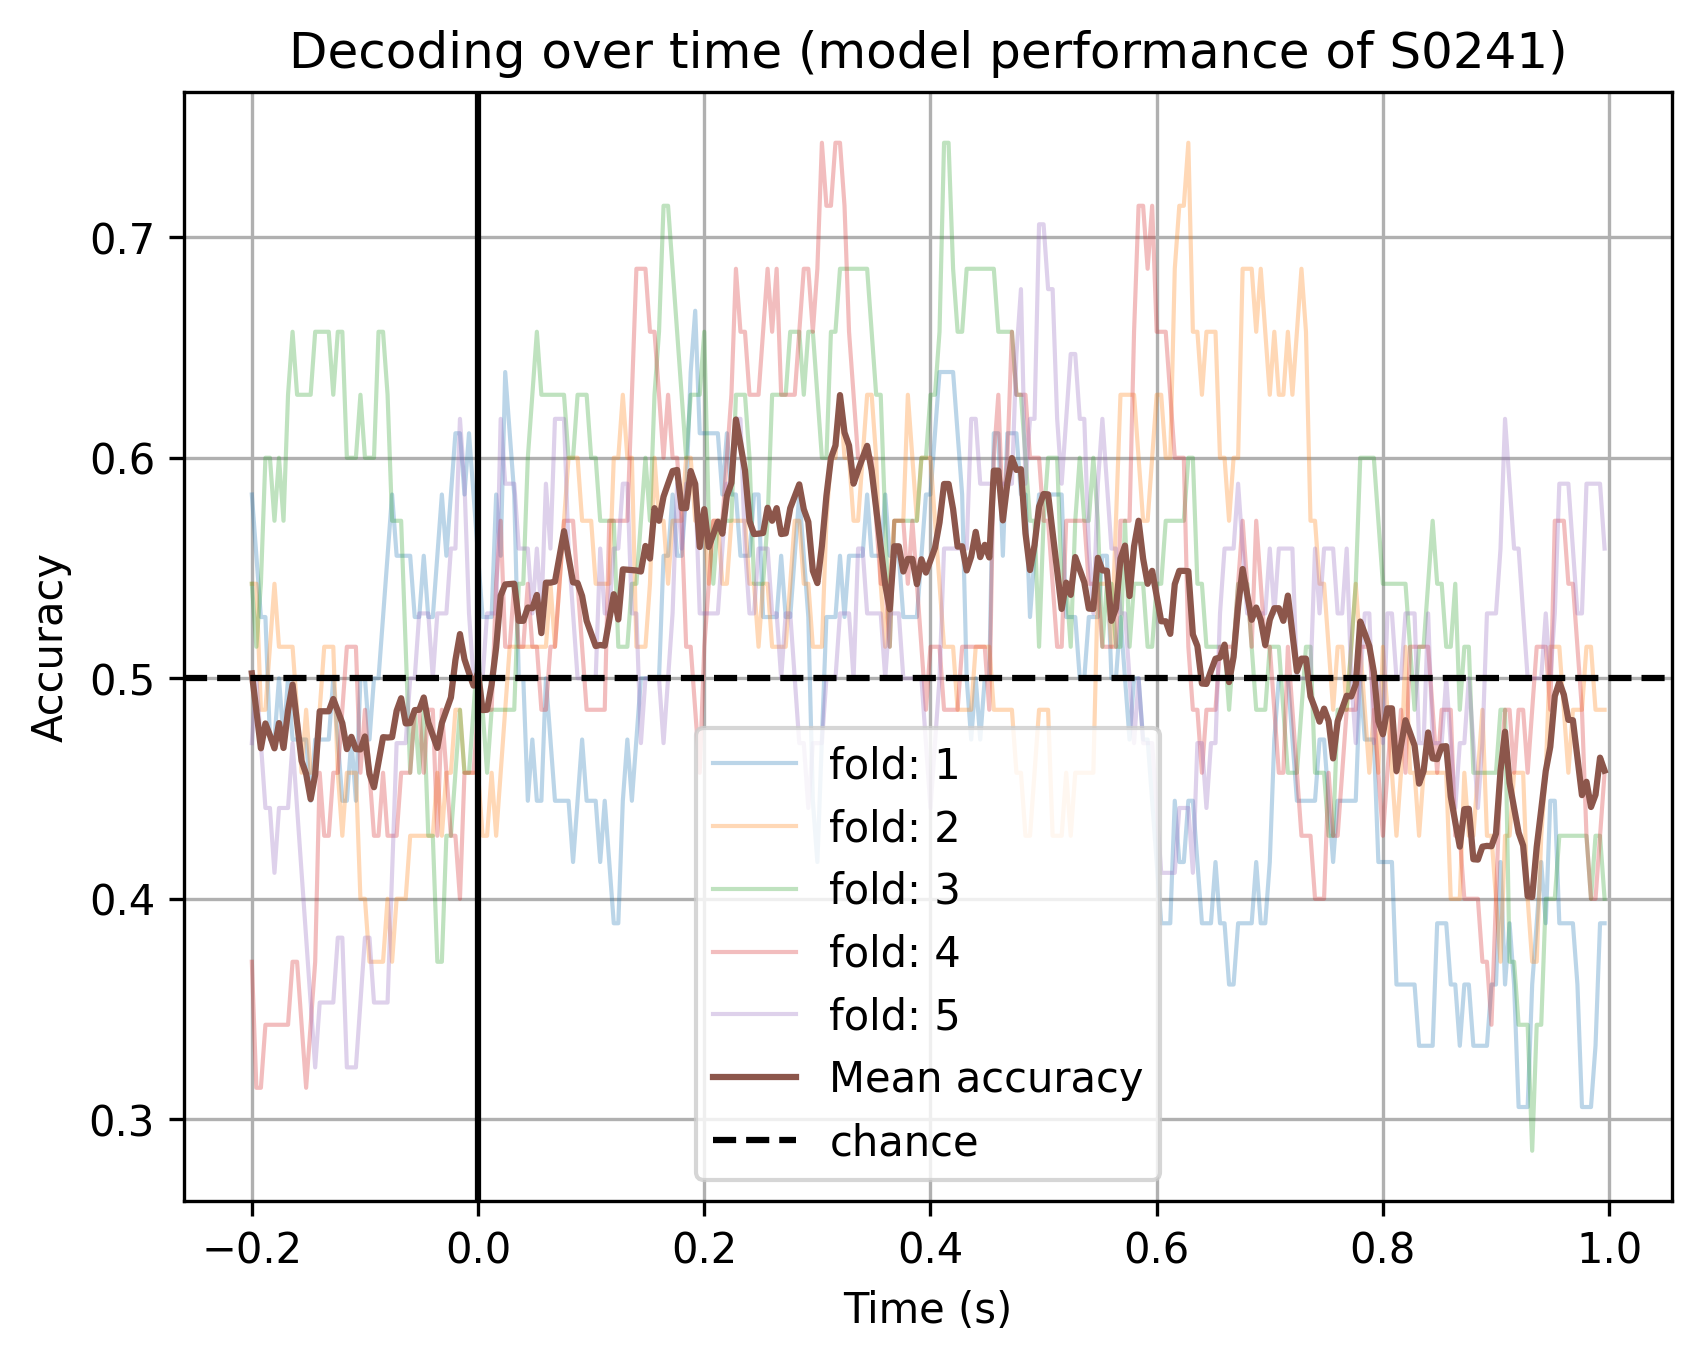 Decoding over time (model performance of S0241)
Accuracy
0.7
0.6
0.5
0.4
0.3
fold: 1
fold: 2
fold: 3
fold: 4
fold: 5
Mean accuracy
chance
−0.2 0.0 0.2 0.4 0.6 0.8 1.0
Time (s)